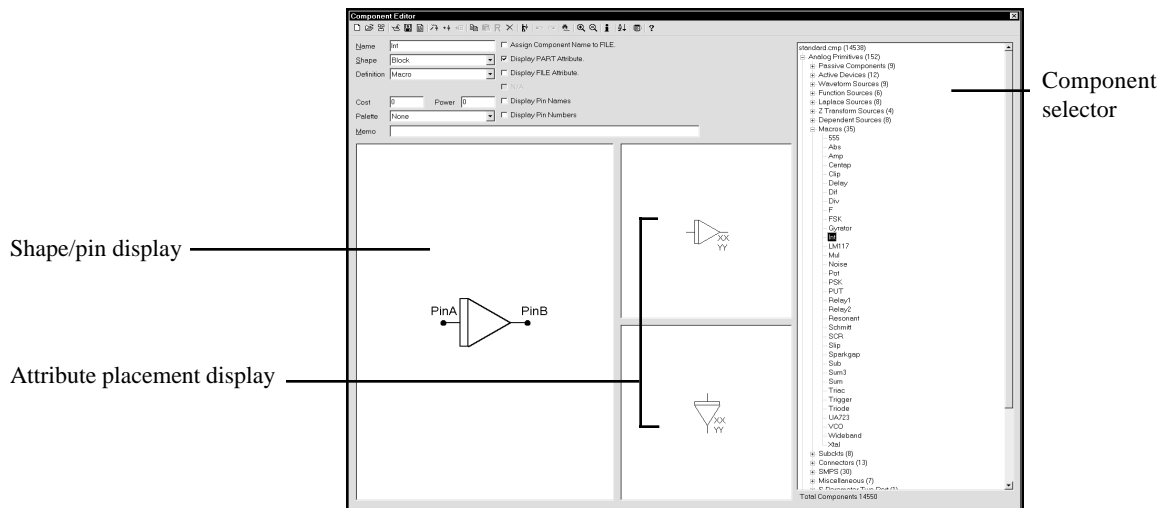 Component Editor
Name Int
Assign Component Name to FILE.
Shape Block
Display PART Attribute.
Definition Macro
Display FILE Attribute.
N/A
Cost 0 Power 0
Display Pin Names
Palette None
Display Pin Numbers
Memo
standard.cmp (14538)
Analog Primitives (152)
Passive Components (9)
Active Devices (12)
Waveform Sources (9)
Function Sources (6)
Laplace Sources (8)
Z Transform Sources (4)
Dependent Sources (8)
Macros (35)
555
Abs
Amp
Centap
Clip
Delay
Dif
Div
F
FSK
Gyrator
Int
LM117
Mul
Noise
Pot
PSK
PUT
Relay1
Relay2
Resonant
Schmitt
SCR
Slip
Sparkgap
Sub
Sum3
Sum
Triac
Trigger
Triode
UA723
VCO
Wideband
Xtal
Subckts (8)
Connectors (13)
SMPS (30)
Miscellaneous (7)
S Parameter Two Port (1)
Total Components 14550
Component
selector
Shape/pin display
PinA
PinB
XX
YY
Attribute placement display
XX
YY